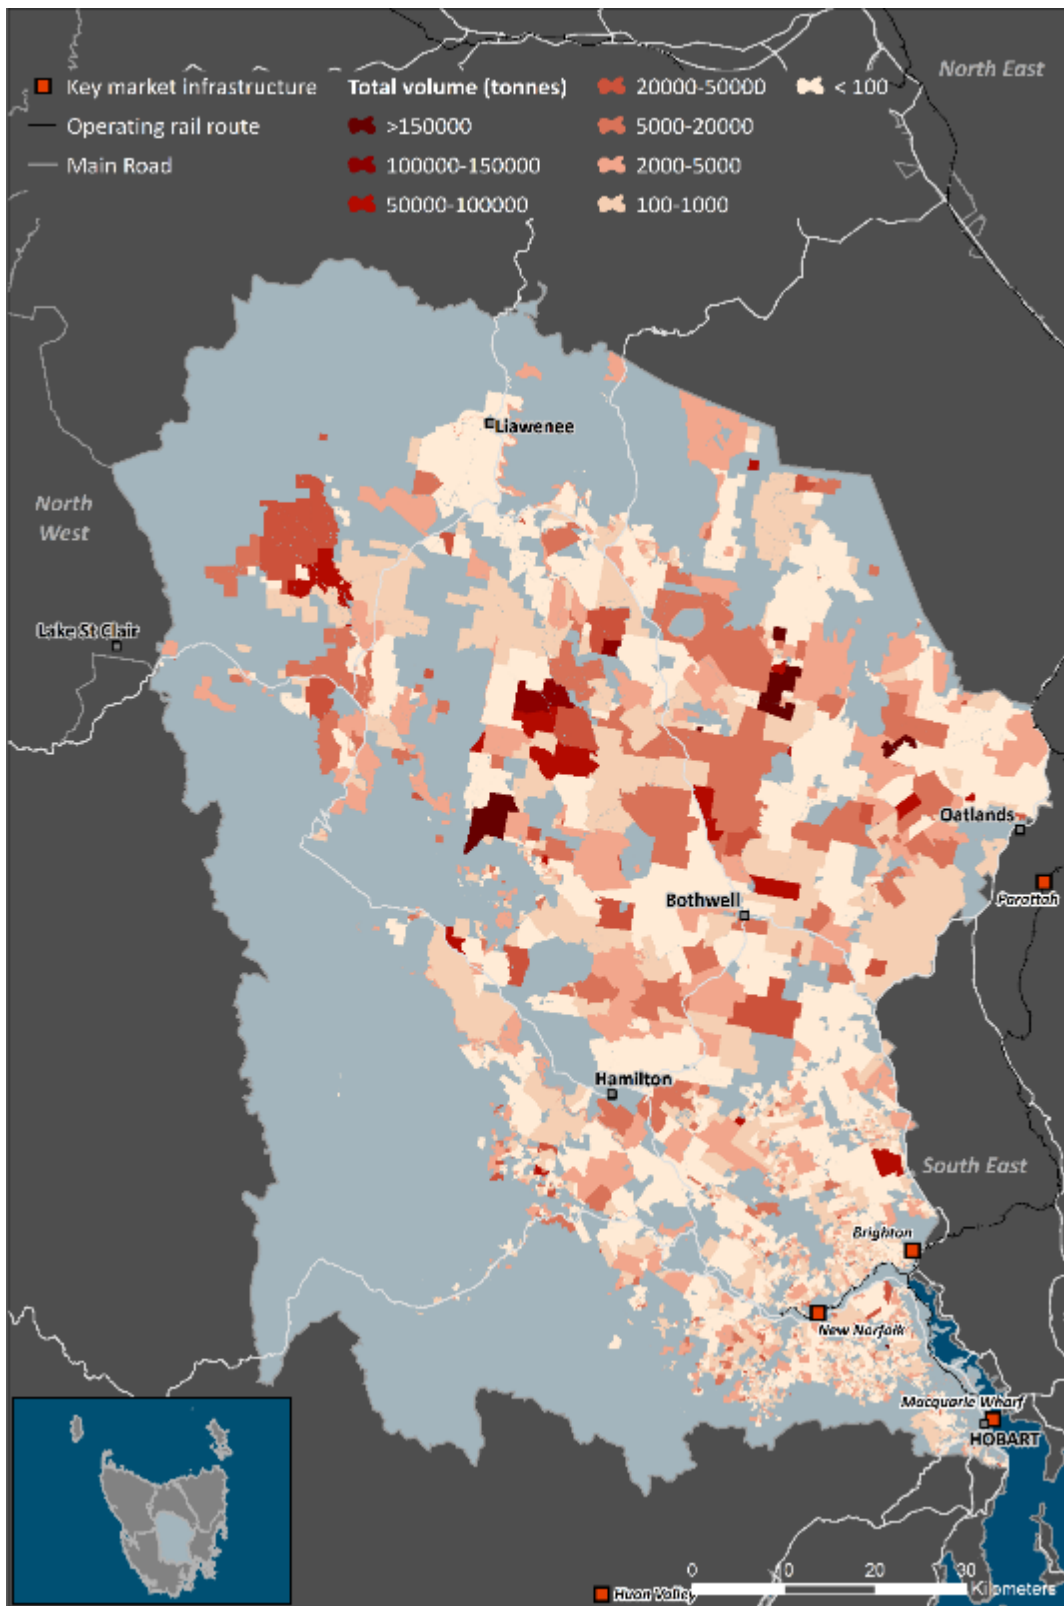 North East
Key market infrastructure
Operating rail route
Main Road
Total volume (tonnes)
>150000
100000-150000
50000-100000
20000-50000
5000-20000
2000-5000
100-1000
< 100
Liawenee
North
West
Lake St Clair
Oatlands
Parattah
Bothwell
Hamilton
South East
Brighton
New Norfolk
Macquarie Wharf
HOBART
Huon Valley
0 10 20 30
Kilometers